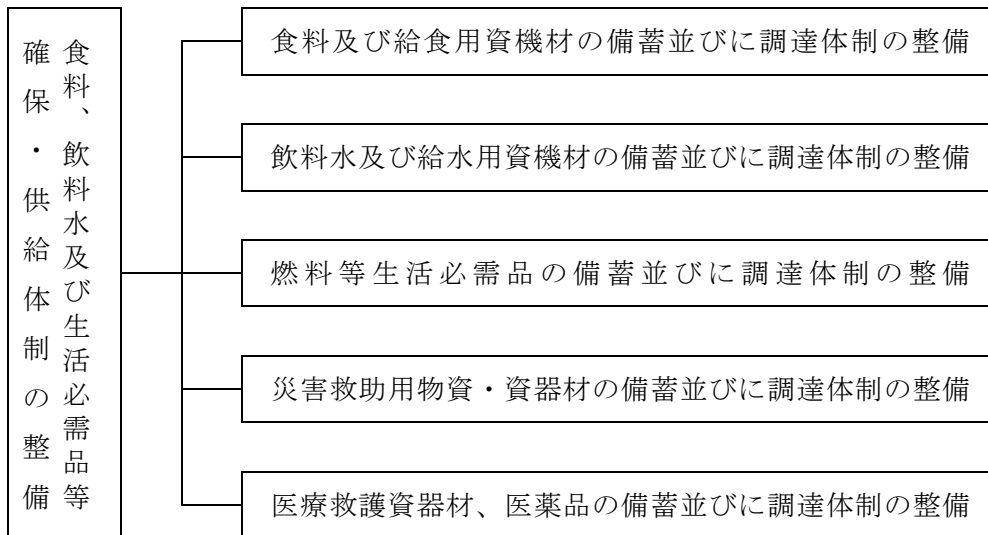 食料、飲料水及び生活必需品等
確保・供給体制の整備
食料及び給食用資機材の備蓄並びに調達体制の整備
飲料水及び給水用資機材の備蓄並びに調達体制の整備
燃料等生活必需品の備蓄並びに調達体制の整備
災害救助用物資・資器材の備蓄並びに調達体制の整備
医療救護資器材、医薬品の備蓄並びに調達体制の整備